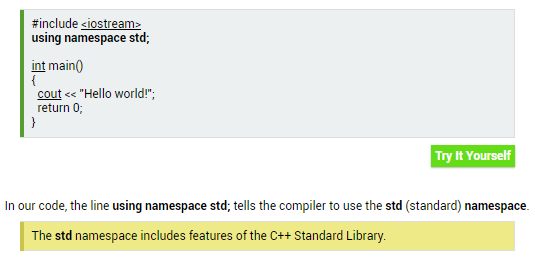 #include <iostream>
using namespace std;
int main()
{
cout << "Hello world!";
return 0;
}
Try It Yourself
In our code, the line using namespace std; tells the compiler to use the std (standard) namespace.
The std namespace includes features of the C++ Standard Library.